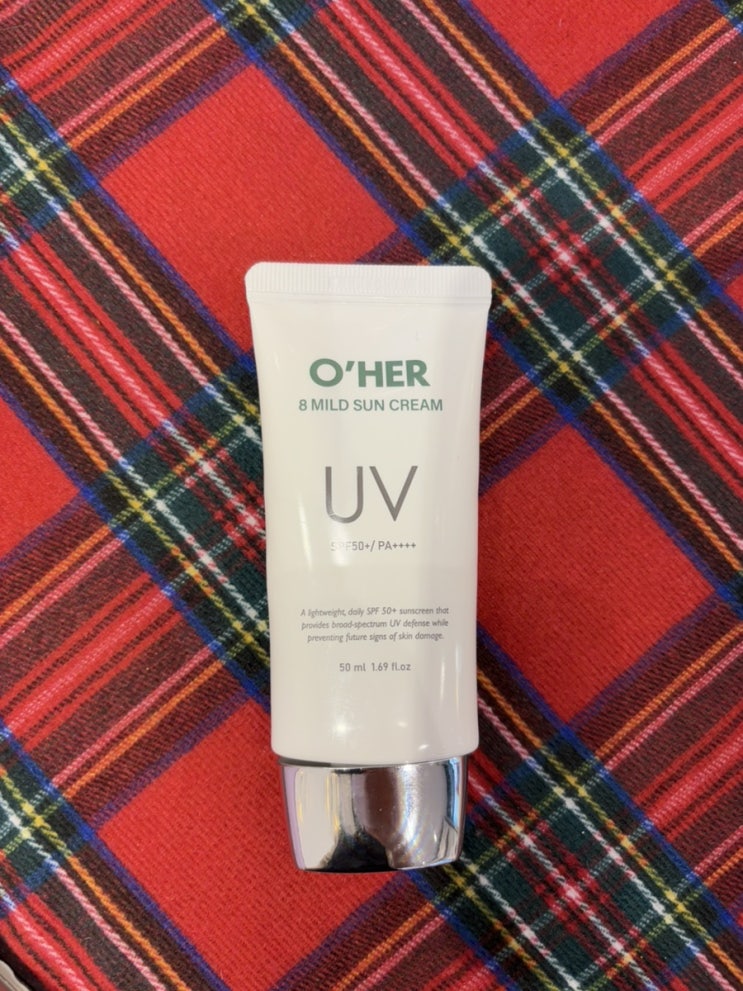 O'HER
8 MILD SUN CREAM
UV
SPF50+/ PA++++
A lightweight, daily SPF 50+ sunscreen that
provides broad-spectrum UV defense while
preventing future signs of skin damage.
50 ml 1.69 fl.oz